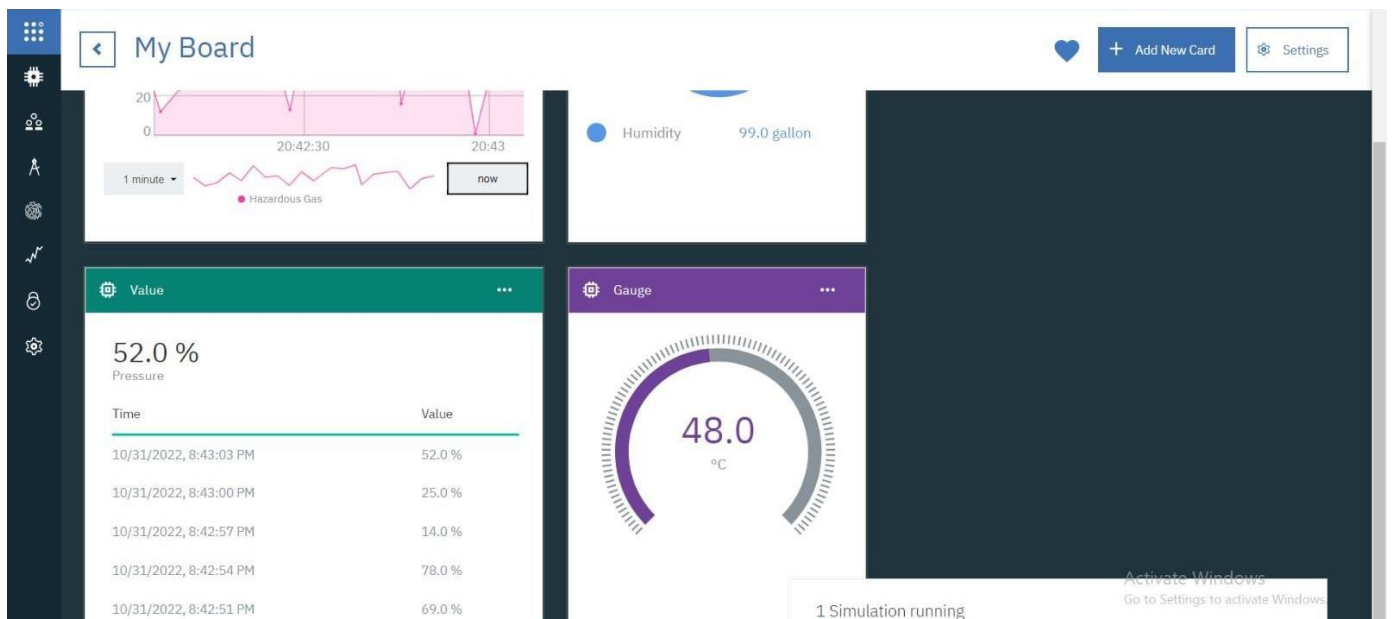 My Board
+ Add New Card
Settings
20
0
20:42:30
20:43
1 minute
now
Hazardous Gas
Humidity 99.0 gallon
Value
52.0 %
Pressure
Time Value
10/31/2022, 8:43:03 PM 52.0 %
10/31/2022, 8:43:00 PM 25.0 %
10/31/2022, 8:42:57 PM 14.0 %
10/31/2022, 8:42:54 PM 78.0 %
10/31/2022, 8:42:51 PM 69.0 %
Gauge
48.0
°C
1 Simulation running
Activate Windows
Go to Settings to activate Windows.